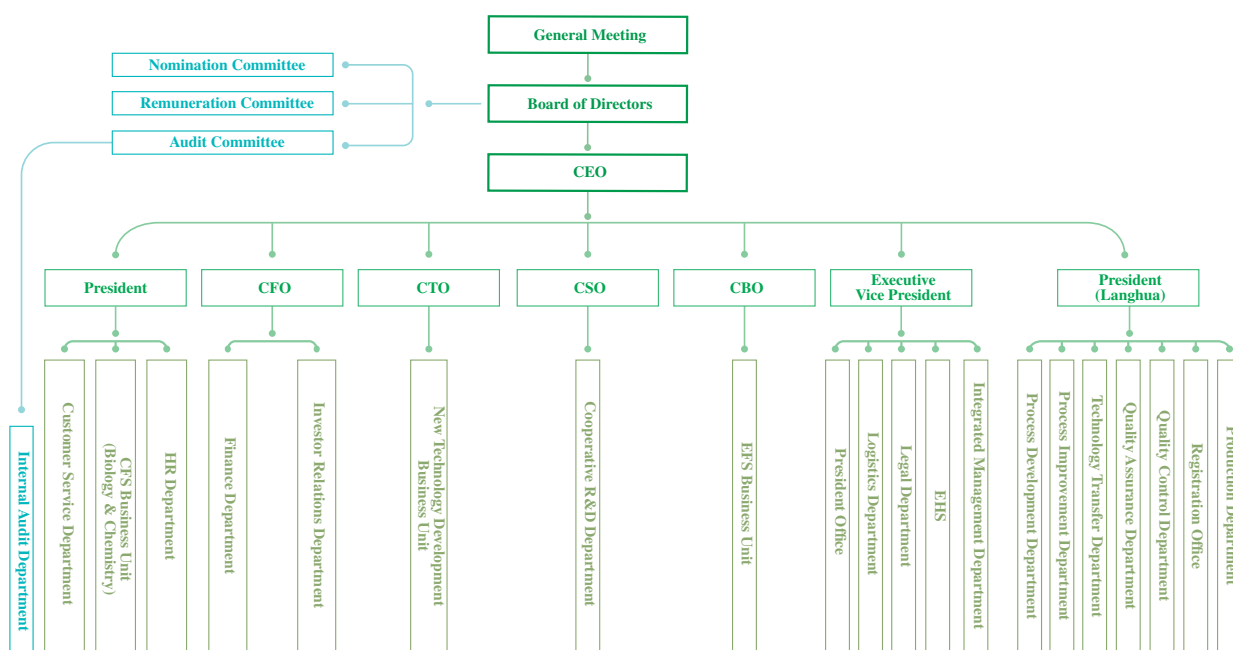 General Meeting
Nomination Committee
Remuneration Committee
Board of Directors
Audit Committee
CEO
President
CFO
CTO
CSO
CBO
Executive
Vice President
President
(Langhua)
Internal Audit Department
Customer Service Department
CFS Business Unit
(Biology & Chemistry)
HR Department
Finance Department
Investor Relations Department
New Technology Development
Business Unit
Cooperative R&D Department
EFS Business Unit
President Office
Logistics Department
Legal Department
EHS
Integrated Management Department
Process Development Department
Process Improvement Department
Technology Transfer Department
Quality Assurance Department
Quality Control Department
Registration Office
Production Department